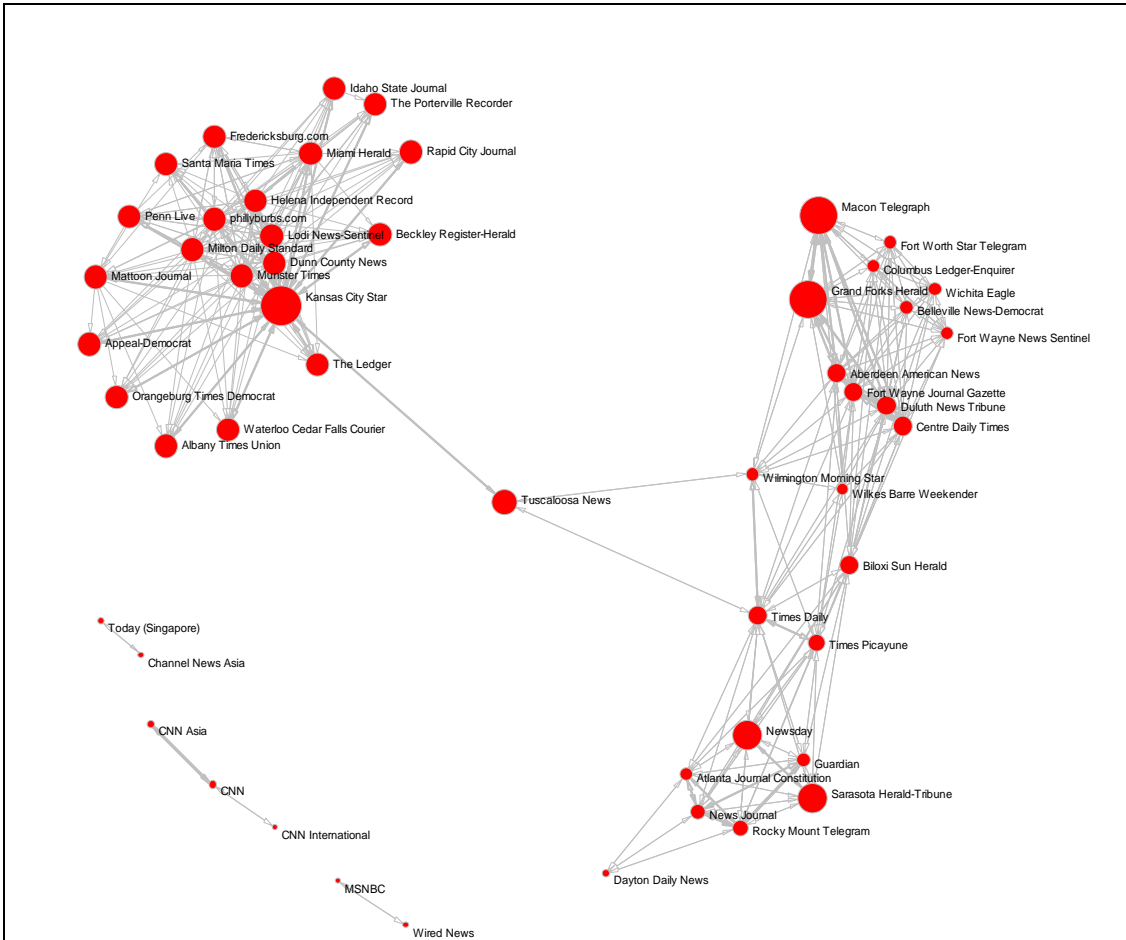 Idaho State Journal
The Porterville Recorder
Fredericksburg.com
Miami Herald
Rapid City Journal
Santa Maria Times
Helena Independent Record
Penn Live
phillyburbs.com
Lodi News-Sentinel
Beckley Register-Herald
Milton Daily Standard
Dunn County News
Mattoon Journal
Munster Times
Kansas City Star
Appeal-Democrat
The Ledger
Orangeburg Times Democrat
Waterloo Cedar Falls Courier
Albany Times Union
Macon Telegraph
Fort Worth Star Telegram
Columbus Ledger-Enquirer
Grand Forks Herald
Wichita Eagle
Belleville News-Democrat
Fort Wayne News Sentinel
Aberdeen American News
Fort Wayne Journal Gazette
Duluth News Tribune
Centre Daily Times
Wilmington Morning Star
Wilkes Barre Weekender
Tuscaloosa News
Biloxi Sun Herald
Times Daily
Times Picayune
Today (Singapore)
Channel News Asia
CNN Asia
CNN
CNN International
MSNBC
Wired News
Newsday
Guardian
Atlanta Journal Constitution
Sarasota Herald-Tribune
News Journal
Rocky Mount Telegram
Dayton Daily News